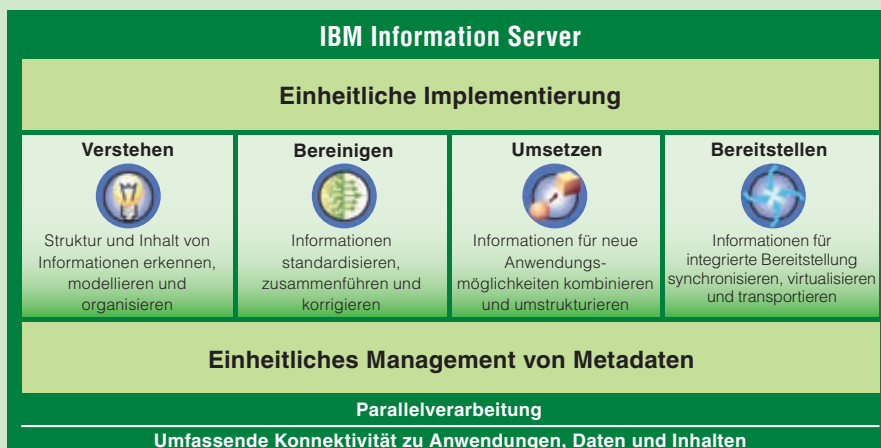 IBM Information Server
Einheitliche Implementierung
Verstehen
Struktur und Inhalt von
Informationen erkennen,
modellieren und
organisieren
Bereinigen
Informationen
standardisieren,
zusammenführen und
korrigieren
Umsetzen
Informationen für neue
Anwendungs-
möglichkeiten kombinieren
und umstrukturieren
Bereitstellen
Informationen für
integrierte Bereitstellung
synchronisieren, virtualisieren
und transportieren
Einheitliches Management von Metadaten
Parallelverarbeitung
Umfassende Konnektivität zu Anwendungen, Daten und Inhalten